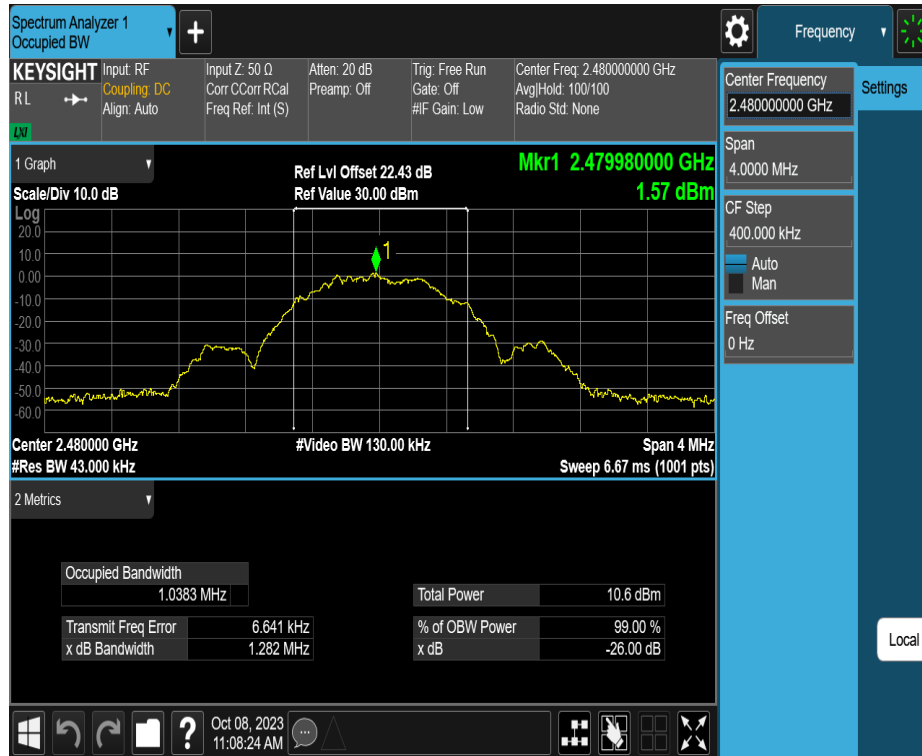 Spectrum Analyzer 1
Occupied BW
+
Frequency
KEYSIGHT
R L
LXI
Input: RF
Coupling: DC
Align: Auto
Input Z: 50 Ω
Corr CCorr RCal
Freq Ref: Int (S)
Atten: 20 dB
Preamp: Off
Trig: Free Run
Gate: Off
#IF Gain: Low
Center Freq: 2.480000000 GHz
Avg|Hold: 100/100
Radio Std: None
Center Frequency
2.480000000 GHz
Settings
Span
4.0000 MHz
CF Step
400.000 kHz
Auto
Man
Freq Offset
0 Hz
1 Graph
Scale/Div 10.0 dB
Ref Lvl Offset 22.43 dB
Ref Value 30.00 dBm
Mkr1 2.479980000 GHz
1.57 dBm
Log
20.0
10.0
0.00
-10.0
-20.0
-30.0
-40.0
-50.0
-60.0
1
Center 2.480000 GHz
#Video BW 130.00 kHz
Span 4 MHz
#Res BW 43.000 kHz
Sweep 6.67 ms (1001 pts)
2 Metrics
Occupied Bandwidth
1.0383 MHz
Total Power 10.6 dBm
Transmit Freq Error 6.641 kHz
% of OBW Power 99.00 %
x dB Bandwidth 1.282 MHz
x dB -26.00 dB
Local
?
Oct 08, 2023
11:08:24 AM